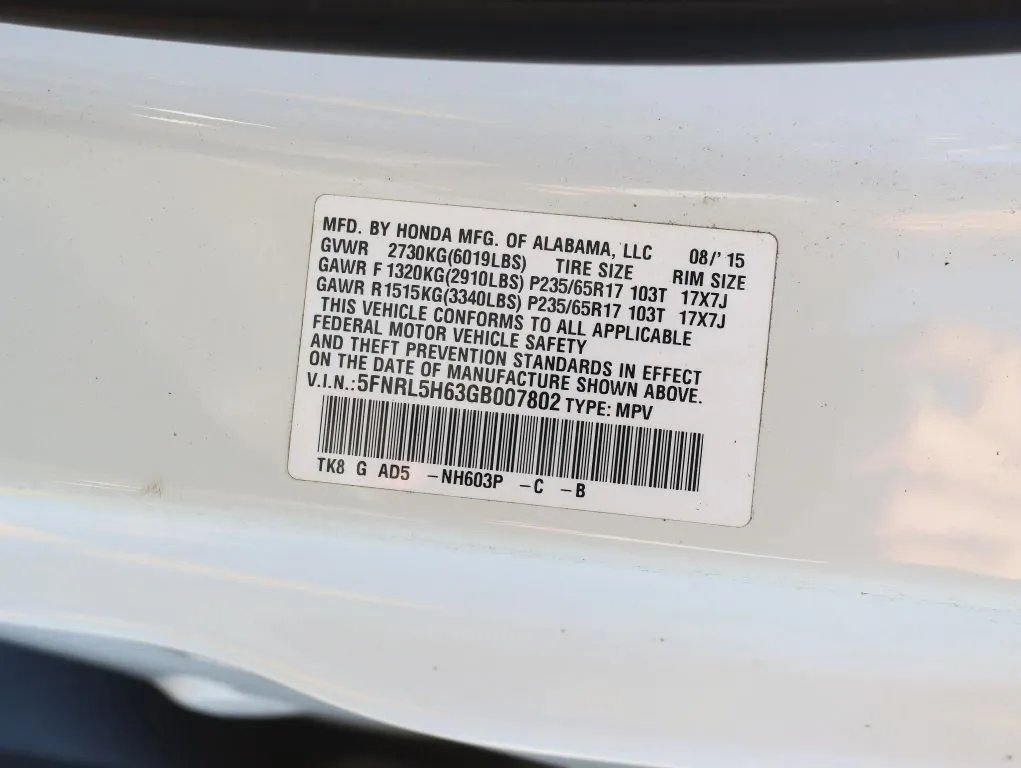 MFD. BY HONDA MFG. OF ALABAMA, LLC 08/'15
GVWR 2730KG(6019LBS) TIRE SIZE RIM SIZE
GAWR F 1320KG(2910LBS) P235/65R17 103T 17X7J
GAWR R1515KG(3340LBS) P235/65R17 103T 17X7J
THIS VEHICLE CONFORMS TO ALL APPLICABLE
FEDERAL MOTOR VEHICLE SAFETY
AND THEFT PREVENTION STANDARDS IN EFFECT
ON THE DATE OF MANUFACTURE SHOWN ABOVE.
V.I.N.:5FNRL5H63GB007802 TYPE: MPV
TK8 G AD5 -NH603P -C -B